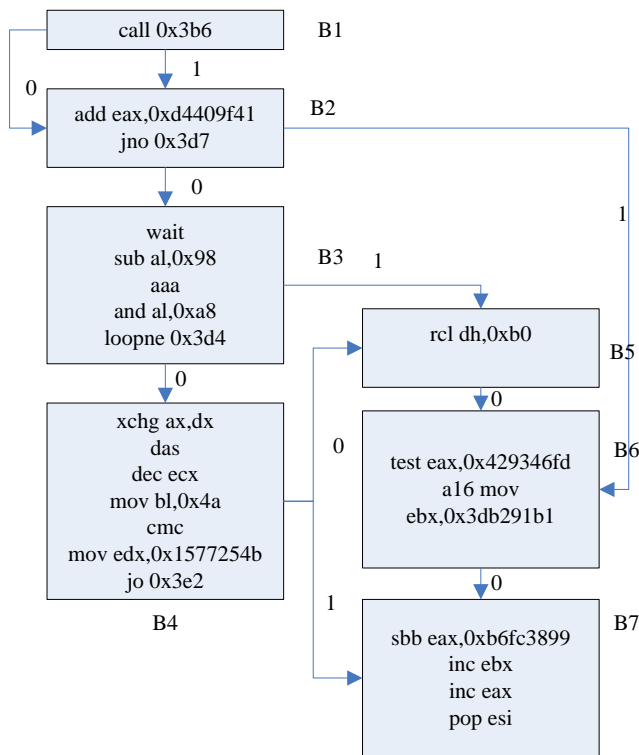 call 0x3b6
B1
1
0
add eax,0xd4409f41
jno 0x3d7
B2
0
1
wait
sub al,0x98
aaa
and al,0xa8
loopne 0x3d4
B3
1
0
rcl dh,0xb0
B5
0
xchg ax,dx
das
dec ecx
mov bl,0x4a
cmc
mov edx,0x1577254b
jo 0x3e2
B4
0
1
test eax,0x429346fd
a16 mov
ebx,0x3db291b1
B6
0
sbb eax,0xb6fc3899
inc ebx
inc eax
pop esi
B7